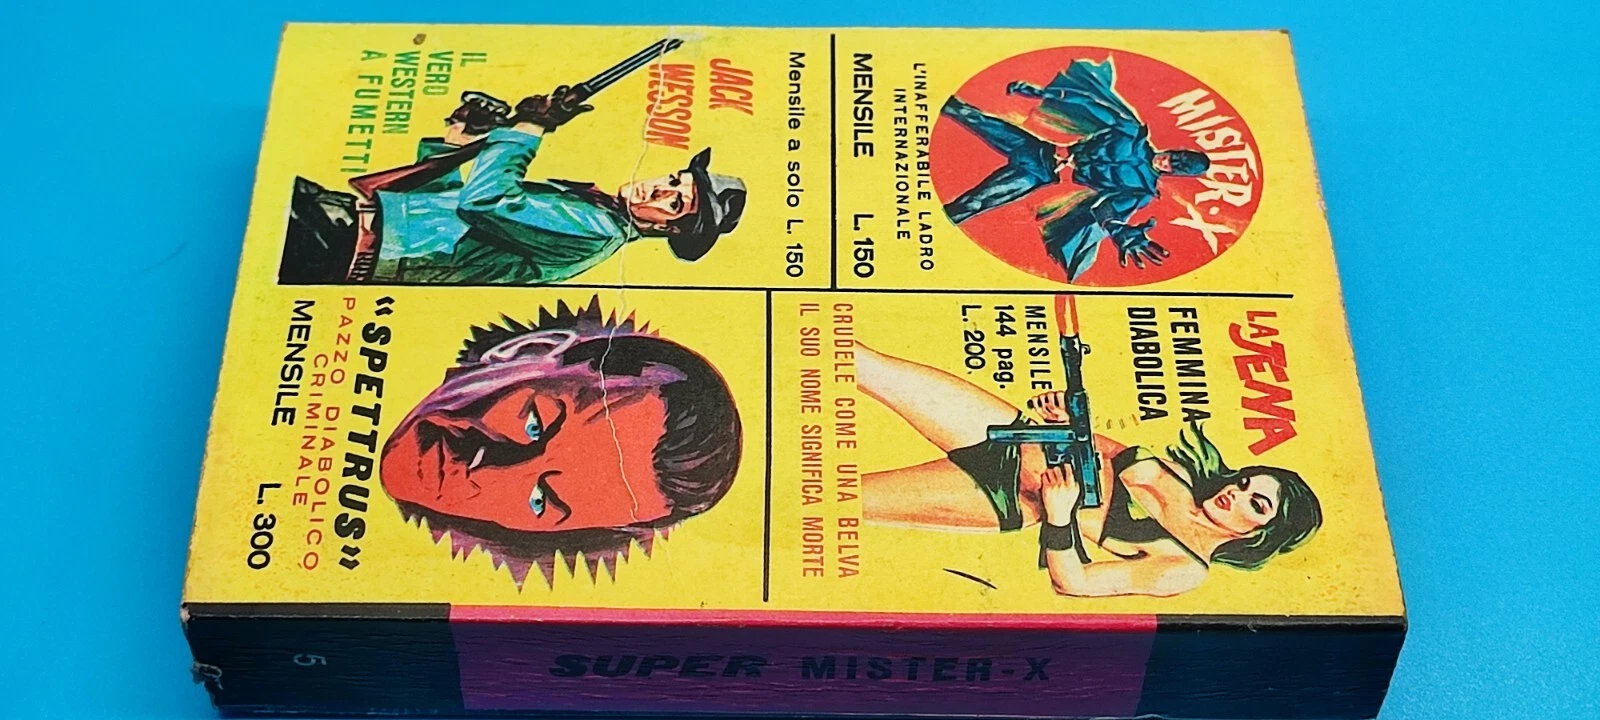 MISTER-X
L'INAFFERRABILE LADRO
INTERNAZIONALE
MENSILE L. 150
LA JENA
FEMMINA
DIABOLICA
MENSILE
144 pag.
L. 200.
CRUDELE COME UNA BELVA
IL SUO NOME SIGNIFICA MORTE
Mensile a solo L. 150
JACK
WESSON
IL
VERO
WESTERN
A FUMETTI
"SPETTRUS"
PAZZO DIABOLICO
CRIMINALE
MENSILE L. 300
SUPER MISTER-X
5